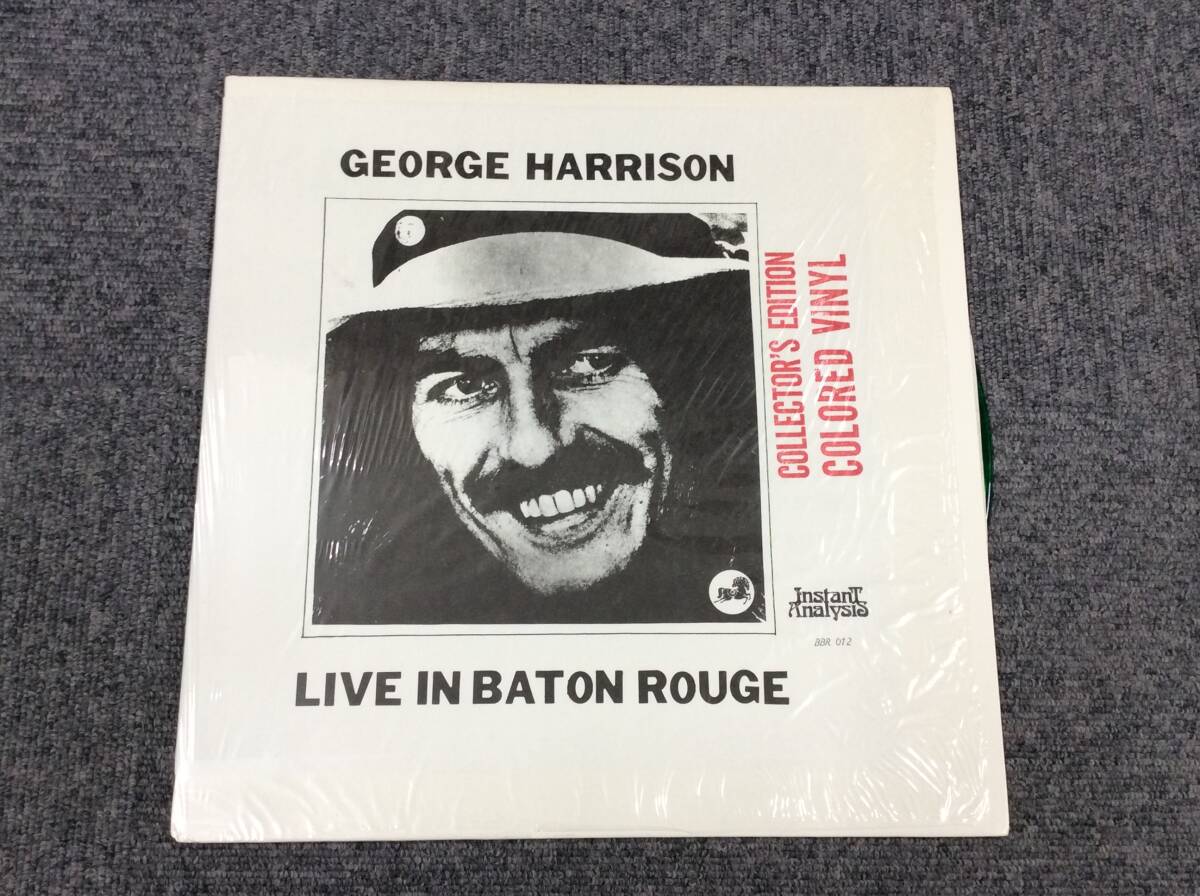 GEORGE HARRISON
COLLECTOR'S EDITION
COLORED VINYL
Instant
Analysis
BBR 012
LIVE IN BATON ROUGE